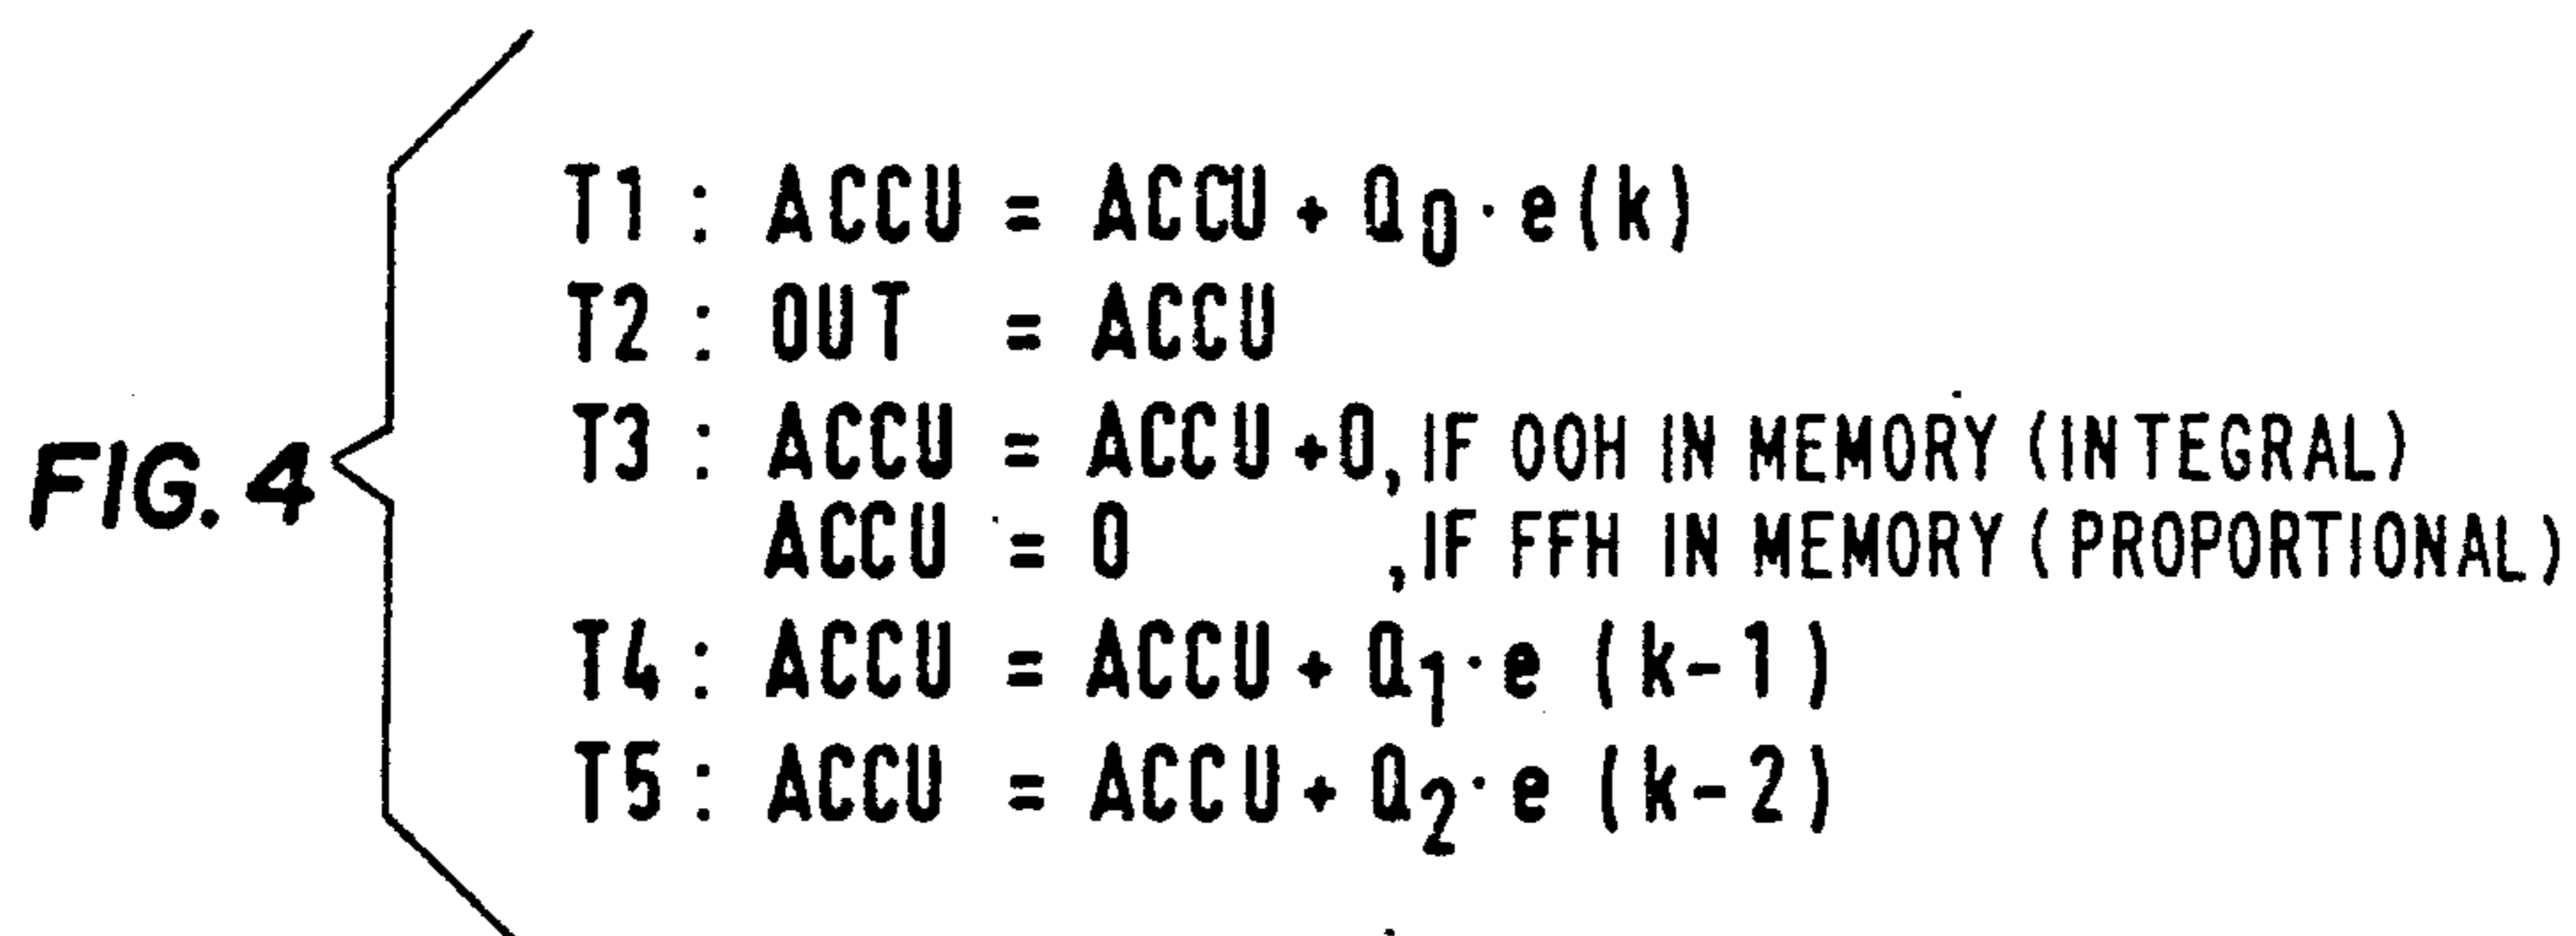 FIG. 4
T1 : ACCU = ACCU + Q0 · e(k)
T2 : OUT = ACCU
T3 : ACCU = ACCU +0, IF 00H IN MEMORY (INTEGRAL)
ACCU = 0 , IF FFH IN MEMORY (PROPORTIONAL)
T4 : ACCU = ACCU + Q1 · e (k-1)
T5 : ACCU = ACCU + Q2 · e (k-2)